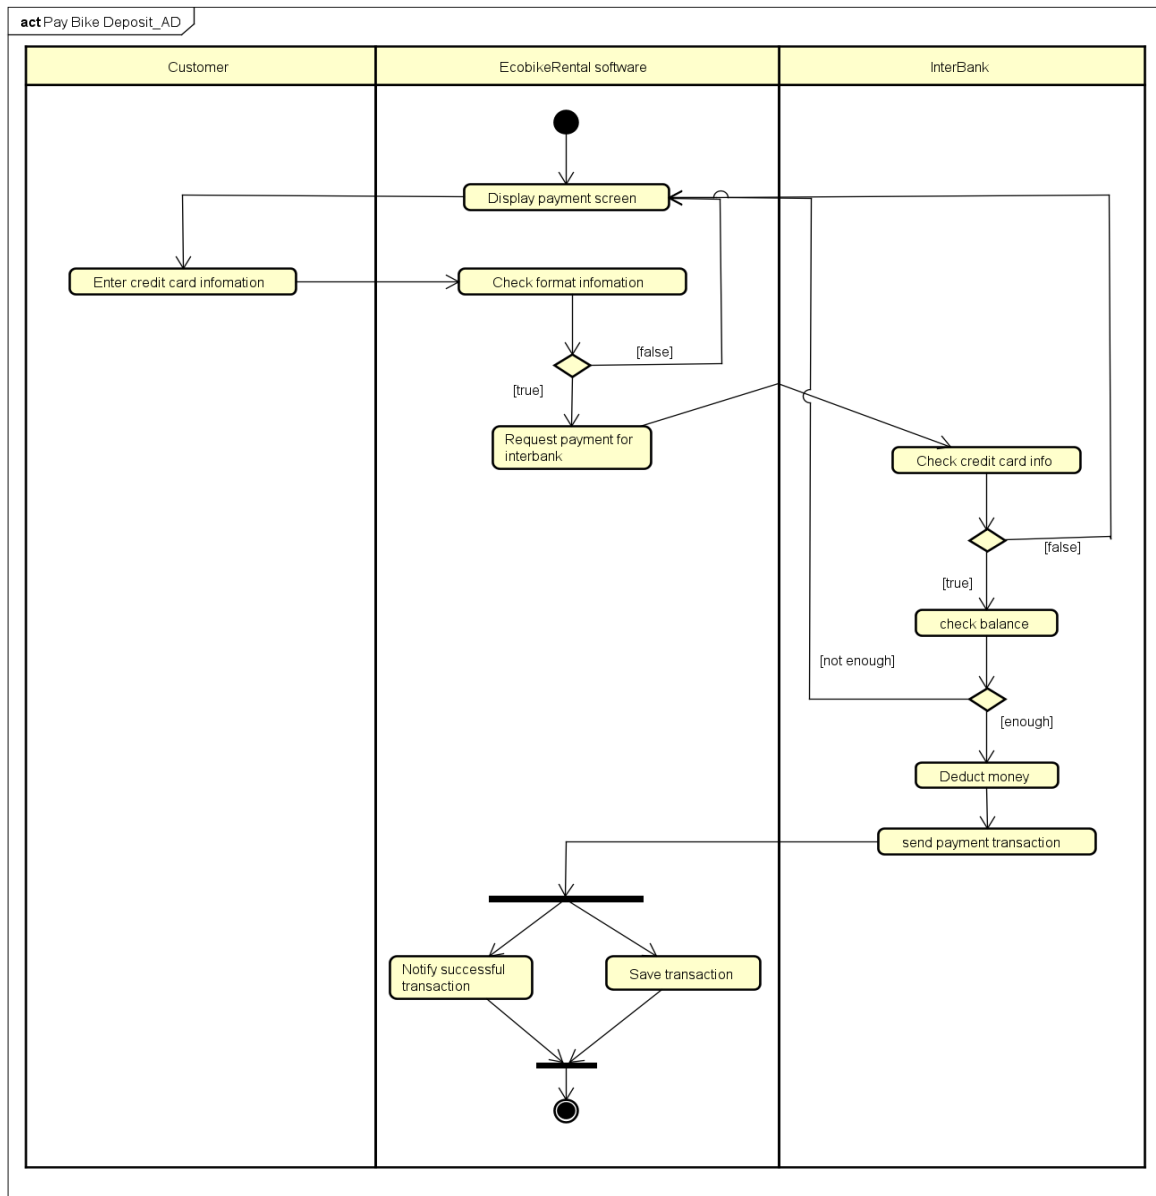 act Pay Bike Deposit_AD
Customer
EcobikeRental software
InterBank
Display payment screen
Enter credit card infomation
Check format infomation
[false]
[true]
Request payment for
interbank
Check credit card info
[false]
[true]
check balance
[not enough]
[enough]
Deduct money
send payment transaction
Notify successful
transaction
Save transaction